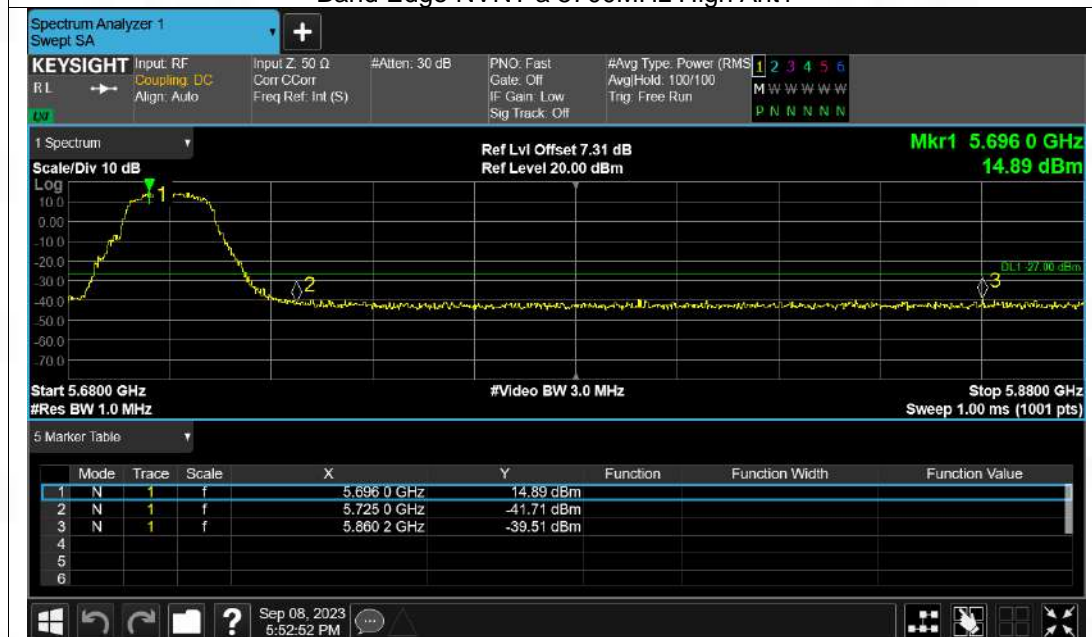 Band Edge NVNT a 5700MHz High Ant1
Spectrum Analyzer 1
Swept SA
+
KEYSIGHT
RL
LXI
Input: RF
Coupling: DC
Align: Auto
Input Z: 50 Ω
Corr CCorr
Freq Ref: Int (S)
#Atten: 30 dB
PNO: Fast
Gate: Off
IF Gain: Low
Sig Track: Off
#Avg Type: Power (RMS
Avg|Hold: 100/100
Trig: Free Run
1 2 3 4 5 6
M W W W W W
P N N N N N
1 Spectrum
Scale/Div 10 dB
Ref Lvl Offset 7.31 dB
Ref Level 20.00 dBm
Mkr1 5.696 0 GHz
14.89 dBm
Log
10.0
0.00
-10.0
-20.0
-30.0
-40.0
-50.0
-60.0
-70.0
1
2
3
DL1 -27.00 dBm
Start 5.6800 GHz
#Res BW 1.0 MHz
#Video BW 3.0 MHz
Stop 5.8800 GHz
Sweep 1.00 ms (1001 pts)
5 Marker Table
Mode Trace Scale X Y Function Function Width Function Value
1 N 1 f 5.696 0 GHz 14.89 dBm
2 N 1 f 5.725 0 GHz -41.71 dBm
3 N 1 f 5.860 2 GHz -39.51 dBm
4
5
6
?
Sep 08, 2023
5:52:52 PM